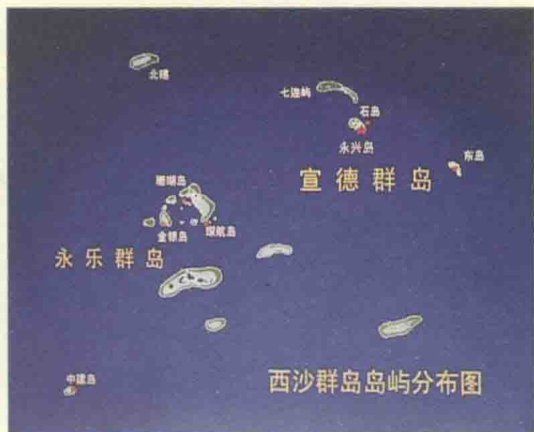 北礁
七连屿
石岛
永兴岛
东岛
宣德群岛
珊瑚岛
金银岛
琛航岛
永乐群岛
中建岛
西沙群岛岛屿分布图